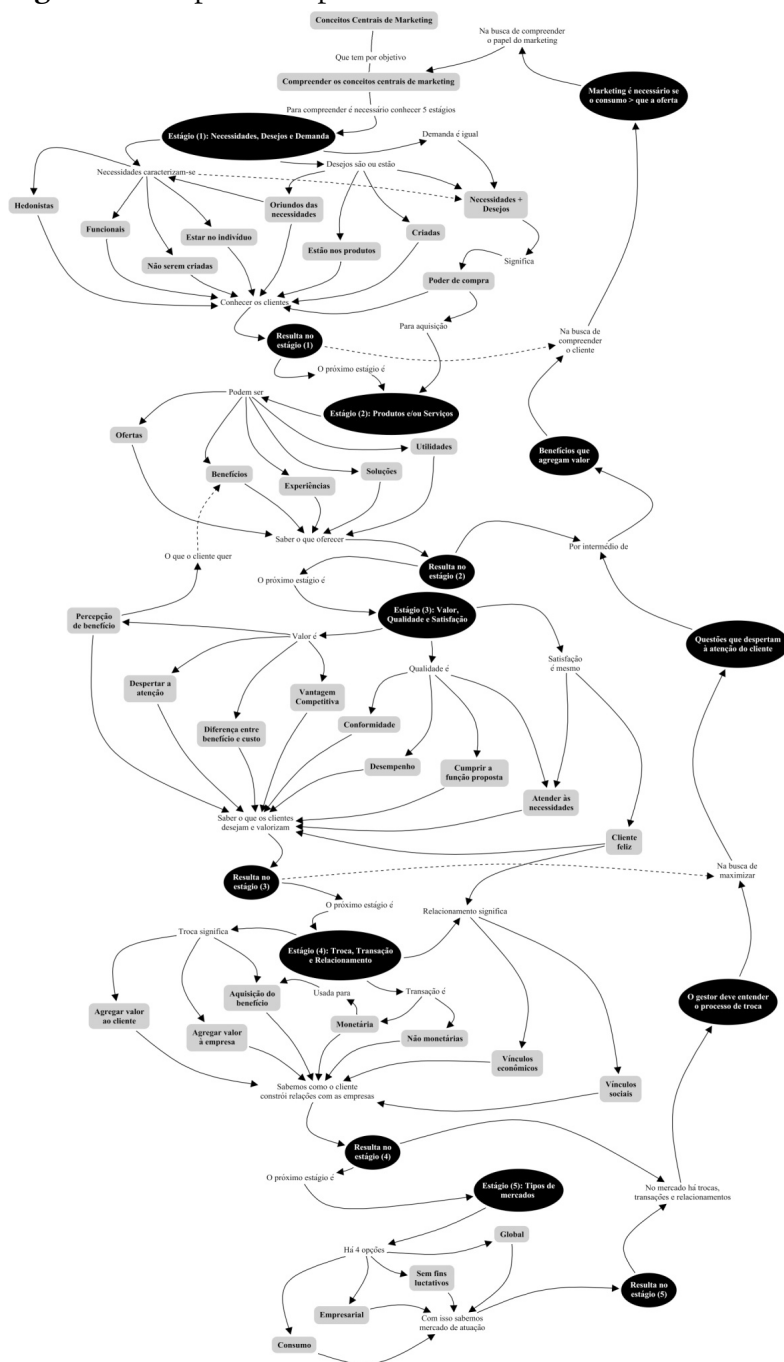 Conceitos Centrais de Marketing
Que tem por objetivo
Compreender os conceitos centrais de marketing
Na busca de compreender
o papel do marketing
Marketing é necessário se
o consumo > que a oferta
Para compreender é necessário conhecer 5 estágios
Estágio (1): Necessidades, Desejos e Demanda
Demanda é igual
Necessidades caracterizam-se
Desejos são ou estão
Hedonistas
Funcionais
Não serem criadas
Estar no indivíduo
Oriundos das
necessidades
Estão nos produtos
Criadas
Necessidades +
Desejos
Significa
Poder de compra
Conhecer os clientes
Para aquisição
Resulta no
estágio (1)
Na busca de
compreender
o cliente
O próximo estágio é
Estágio (2): Produtos e/ou Serviços
Podem ser
Ofertas
Benefícios
Experiências
Soluções
Utilidades
Benefícios que
agregam valor
Saber o que oferecer
O que o cliente quer
Resulta no
estágio (2)
Por intermédio de
O próximo estágio é
Estágio (3): Valor,
Qualidade e Satisfação
Percepção
de benefício
Valor é
Qualidade é
Satisfação
é mesmo
Questões que despertam
à atenção do cliente
Despertar a
atenção
Diferença entre
benefício e custo
Vantagem
Competitiva
Conformidade
Desempenho
Cumprir a
função proposta
Atender às
necessidades
Cliente
feliz
Saber o que os clientes
desejam e valorizam
Resulta no
estágio (3)
Na busca de
maximizar
O próximo estágio é
Relacionamento significa
Troca significa
Estágio (4): Troca, Transação
e Relacionamento
Agregar valor
ao cliente
Agregar valor
à empresa
Aquisição do
benefício
Usada para
Transação é
Monetária
Não monetárias
Vínculos
econômicos
Vínculos
sociais
O gestor deve entender
o processo de troca
Sabemos como o cliente
constrói relações com as empresas
Resulta no
estágio (4)
O próximo estágio é
Estágio (5): Tipos de
mercados
No mercado há trocas,
transações e relacionamentos
Há 4 opções
Global
Sem fins
luctativos
Empresarial
Consumo
Com isso sabemos
mercado de atuação
Resulta no
estágio (5)